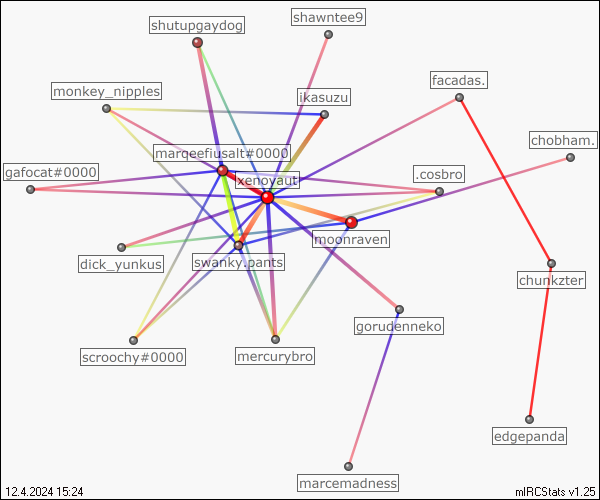 shawntee9
shutupgaydog
facadas.
monkey_nipples
ikasuzu
chobham.
marqeefiusalt#0000
gafocat#0000
xenoyaut
.cosbro
moonraven
dick_yunkus
swanky.pants
chunkzter
gorudenneko
scroochy#0000
mercurybro
edgepanda
marcemadness
12.4.2024 15:24
mIRCStats v1.25